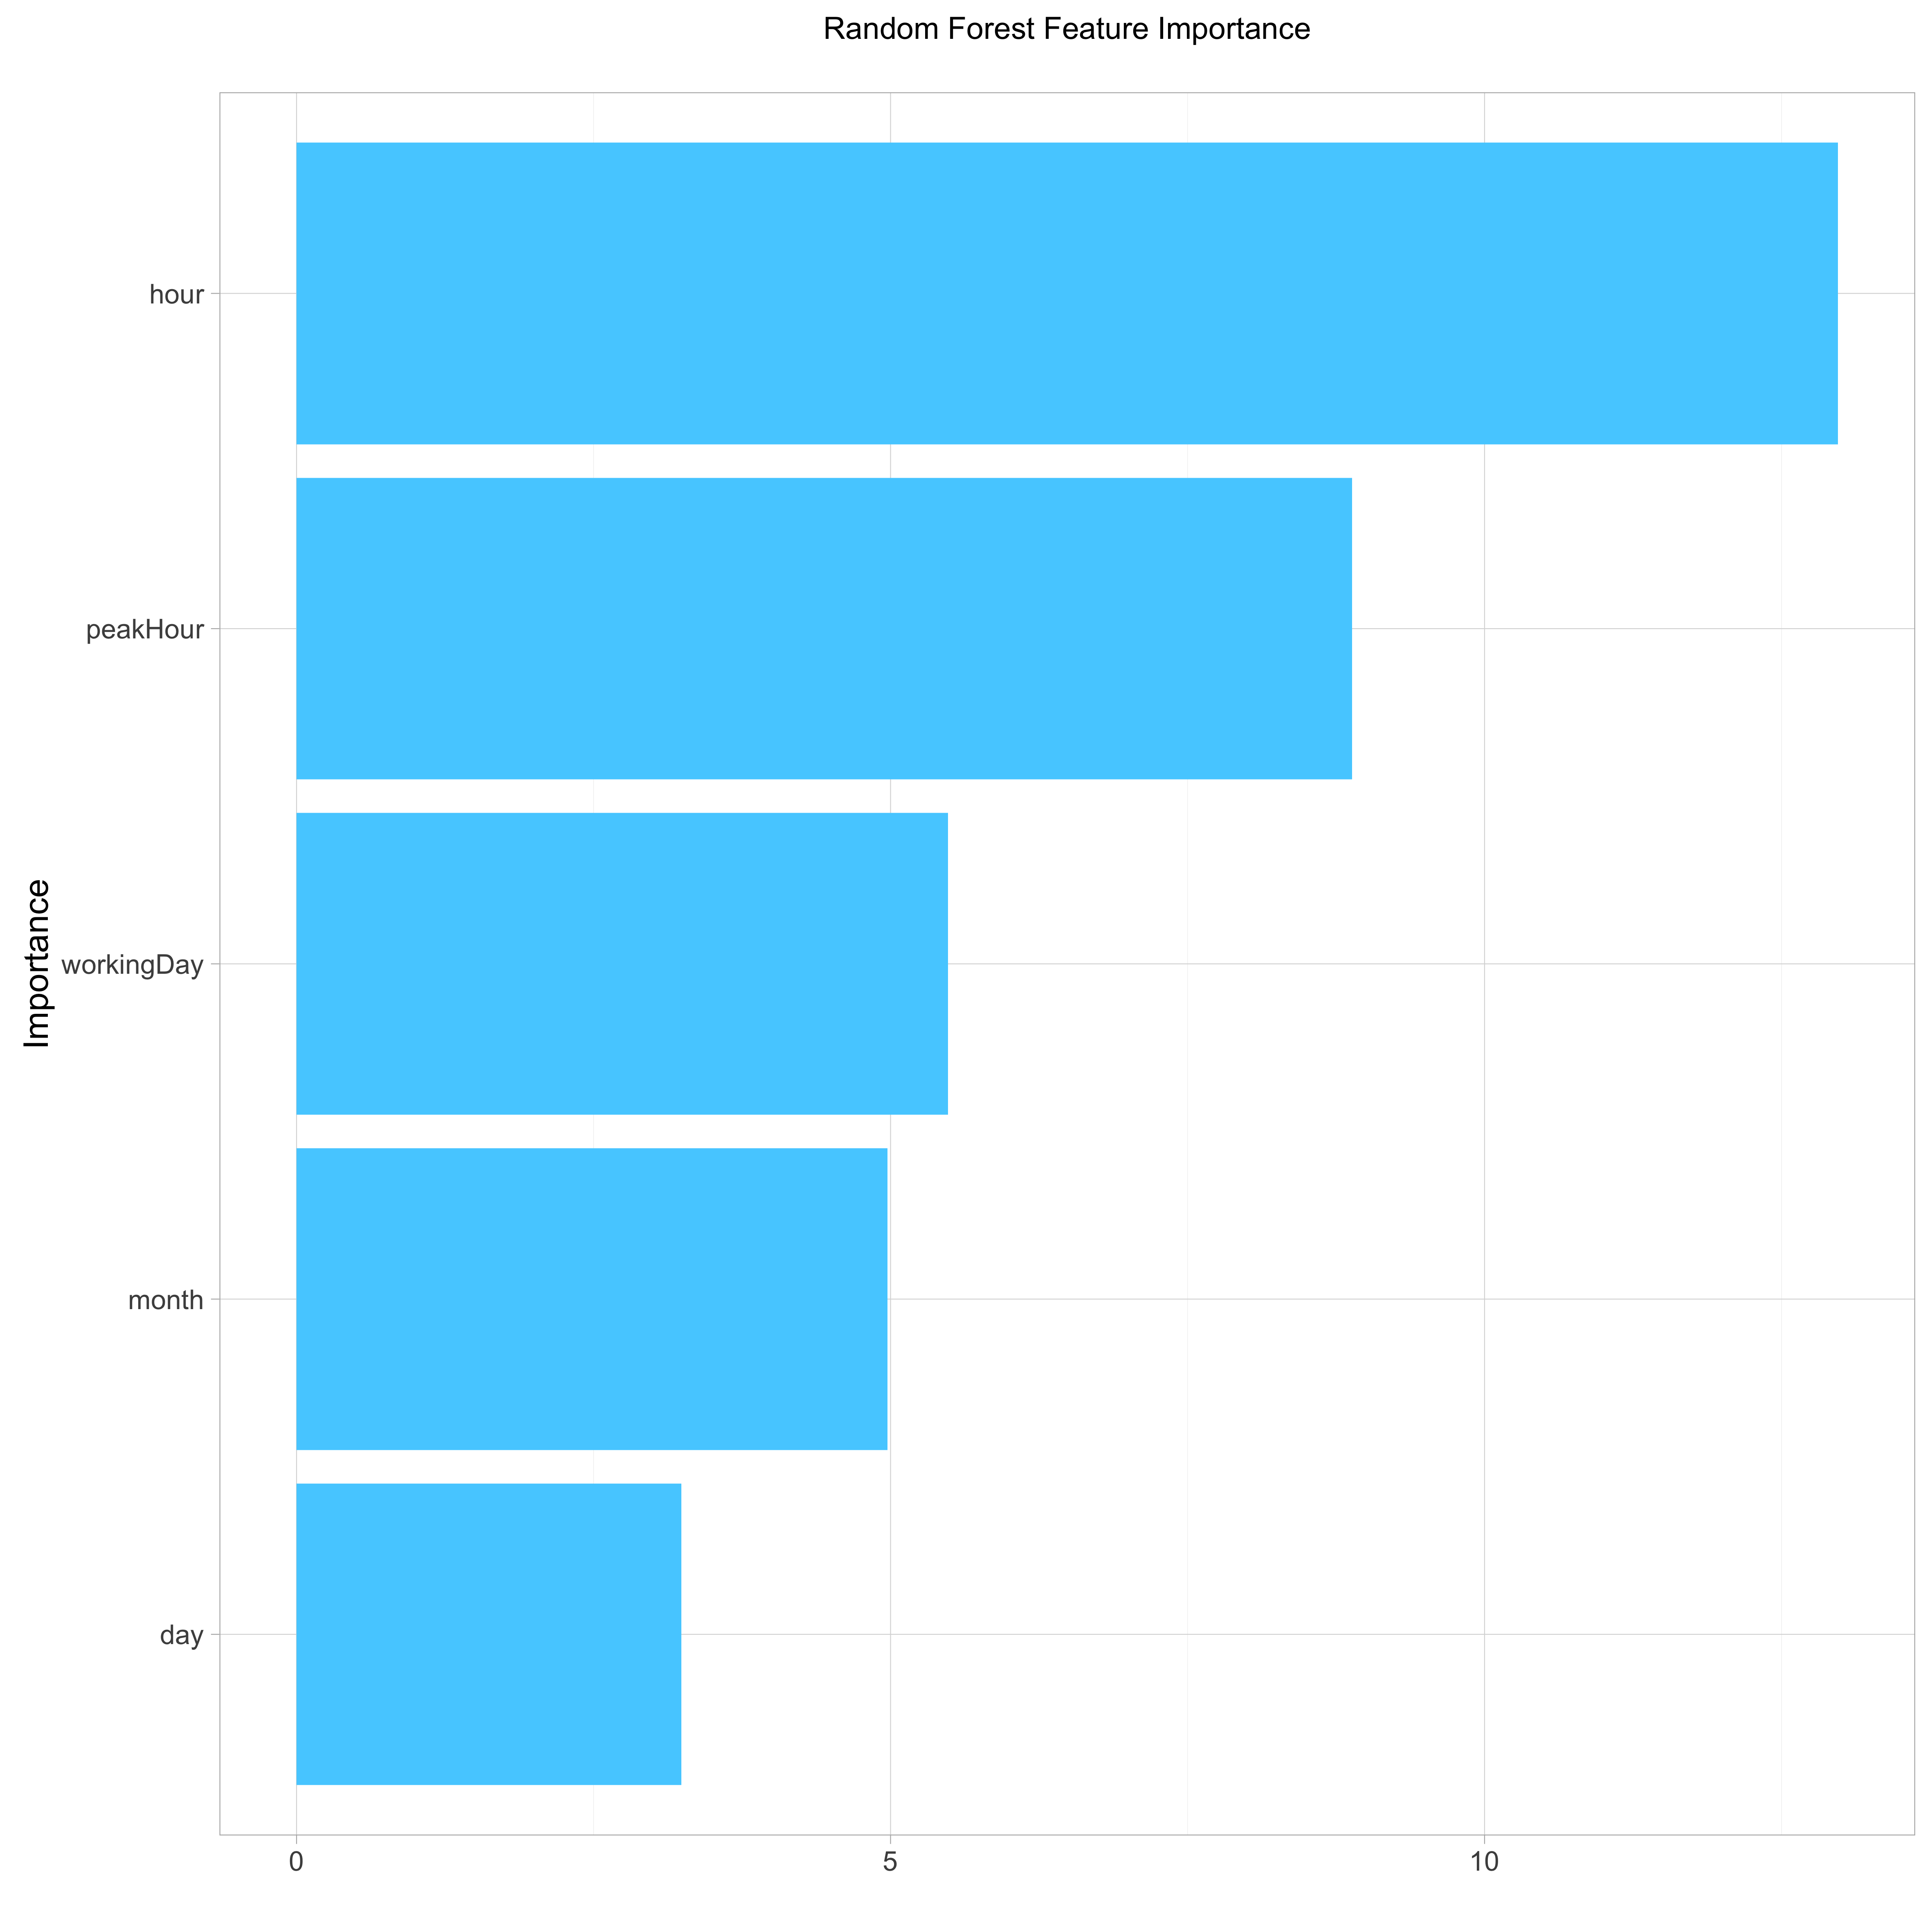 Random Forest Feature Importance
hour
peakHour
workingDay
month
day
Importance
0 5 10